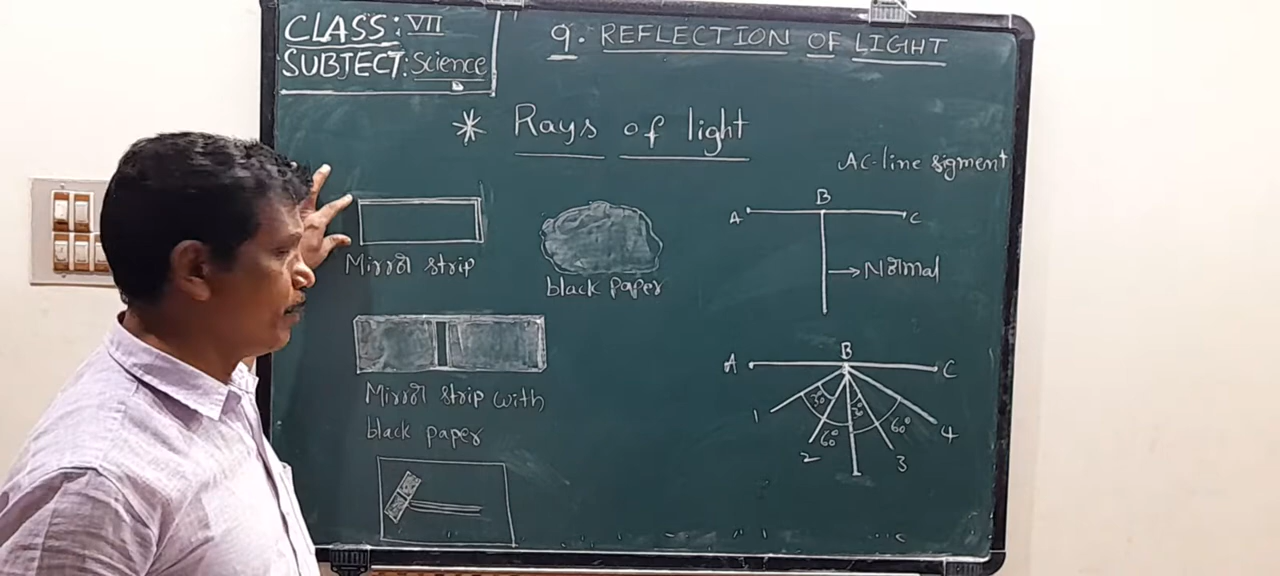 CLASS: VII
SUBJECT: Science
9. REFLECTION OF LIGHT
* Rays of light
Mirror strip
black paper
Mirror strip with
black paper
AC-line sigment
A B C
Normal
A B C
1 30° 30° 4
2 60° 60° 3